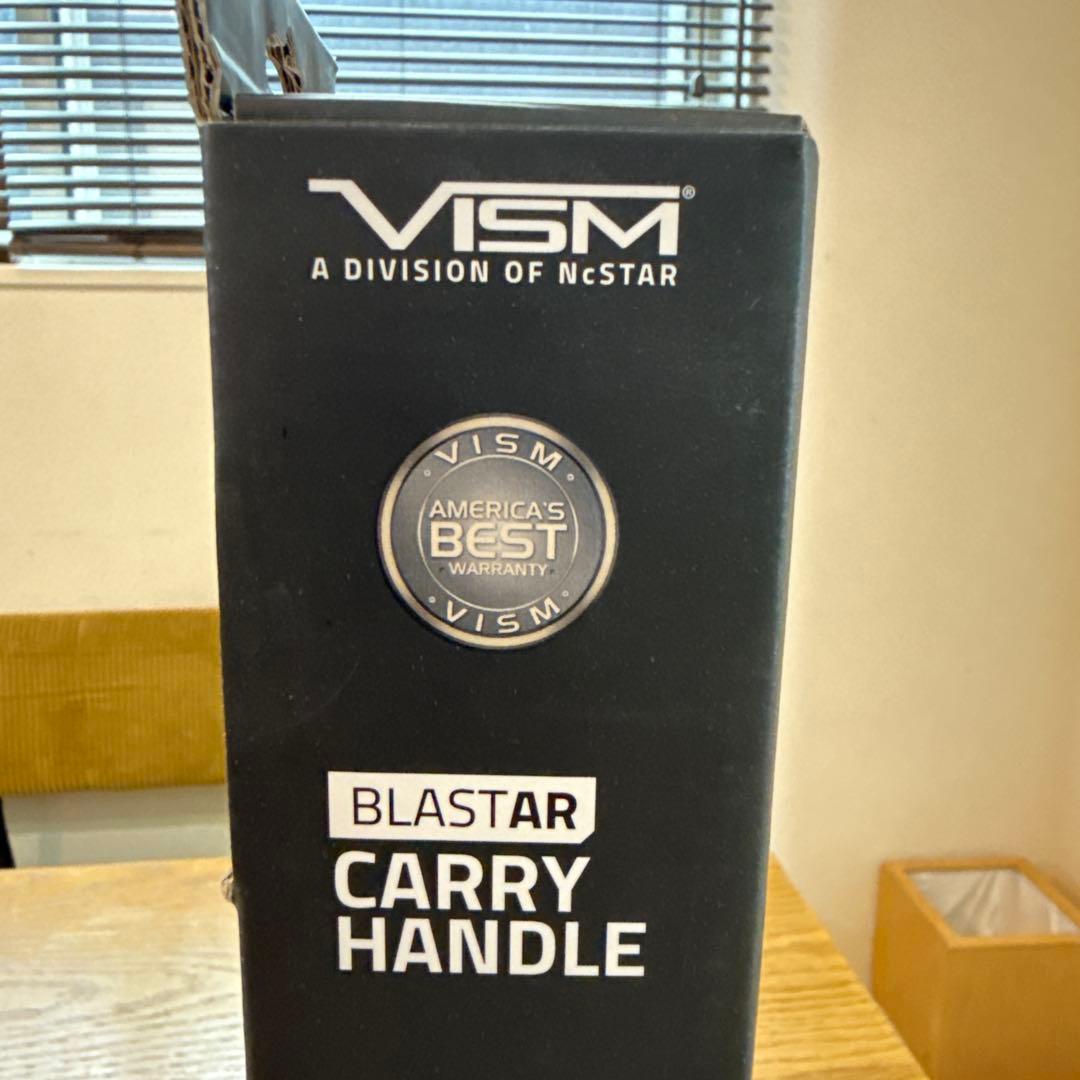 VISM®
A DIVISION OF NcSTAR
VISM
AMERICA'S
BEST
WARRANTY
VISM
BLASTAR
CARRY
HANDLE